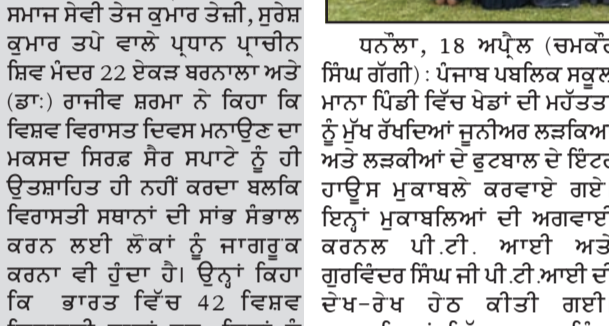 ਸਮਾਜ ਸੇਵੀ ਤੇਜ ਕੁਮਾਰ ਤੇਜ਼ੀ, ਸੁਰੇਸ਼
ਕੁਮਾਰ ਤਪੇ ਵਾਲੇ ਪ੍ਰਧਾਨ ਪ੍ਰਾਚੀਨ
ਸ਼ਿਵ ਮੰਦਰ 22 ਏਕੜ ਬਰਨਾਲਾ ਅਤੇ
(ਡਾ:) ਰਾਜੀਵ ਸ਼ਰਮਾ ਨੇ ਕਿਹਾ ਕਿ
ਵਿਸ਼ਵ ਵਿਰਾਸਤ ਦਿਵਸ ਮਨਾਉਣ ਦਾ
ਮਕਸਦ ਸਿਰਫ਼ ਸੈਰ ਸਪਾਟੇ ਨੂੰ ਹੀ
ਉਤਸ਼ਾਹਿਤ ਹੀ ਨਹੀਂ ਕਰਦਾ ਬਲਕਿ
ਵਿਰਾਸਤੀ ਸਥਾਨਾਂ ਦੀ ਸਾਂਭ ਸੰਭਾਲ
ਕਰਨ ਲਈ ਲੋਕਾਂ ਨੂੰ ਜਾਗਰੂਕ
ਕਰਨਾ ਵੀ ਹੁੰਦਾ ਹੈ। ਉਨ੍ਹਾਂ ਕਿਹਾ
ਕਿ ਭਾਰਤ ਵਿੱਚ 42 ਵਿਸ਼ਵ
ਧਨੌਲਾ, 18 ਅਪ੍ਰੈਲ (ਚਮਕੌਰ
ਸਿੰਘ ਗੱਗੀ): ਪੰਜਾਬ ਪਬਲਿਕ ਸਕੂਲ
ਮਾਨਾ ਪਿੰਡੀ ਵਿੱਚ ਖੇਡਾਂ ਦੀ ਮਹੱਤਤਾ
ਨੂੰ ਮੁੱਖ ਰੱਖਦਿਆਂ ਜੂਨੀਅਰ ਲੜਕਿਆਂ
ਅਤੇ ਲੜਕੀਆਂ ਦੇ ਫੁਟਬਾਲ ਦੇ ਇੰਟਰ
ਹਾਊਸ ਮੁਕਾਬਲੇ ਕਰਵਾਏ ਗਏ
ਇਨ੍ਹਾਂ ਮੁਕਾਬਲਿਆਂ ਦੀ ਅਗਵਾਈ
ਕਰਨਲ ਪੀ.ਟੀ. ਆਈ ਅਤੇ
ਗੁਰਵਿੰਦਰ ਸਿੰਘ ਜੀ ਪੀ.ਟੀ.ਆਈ ਦੀ
ਦੇਖ-ਰੇਖ ਹੇਠ ਕੀਤੀ ਗਈ